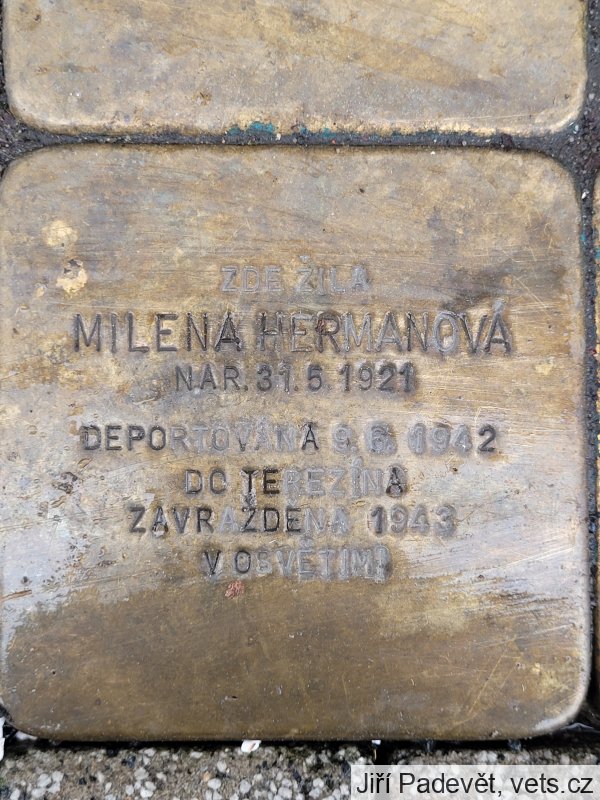 ZDE ŽILA
MILENA HERMANOVÁ
NAR. 31.5.1921
DEPORTOVÁNA 9.6.1942
DO TEREZÍNA
ZAVRAŽDĚNA 1943
V OSVĚTIMI
Jiří Padevět, vets.cz